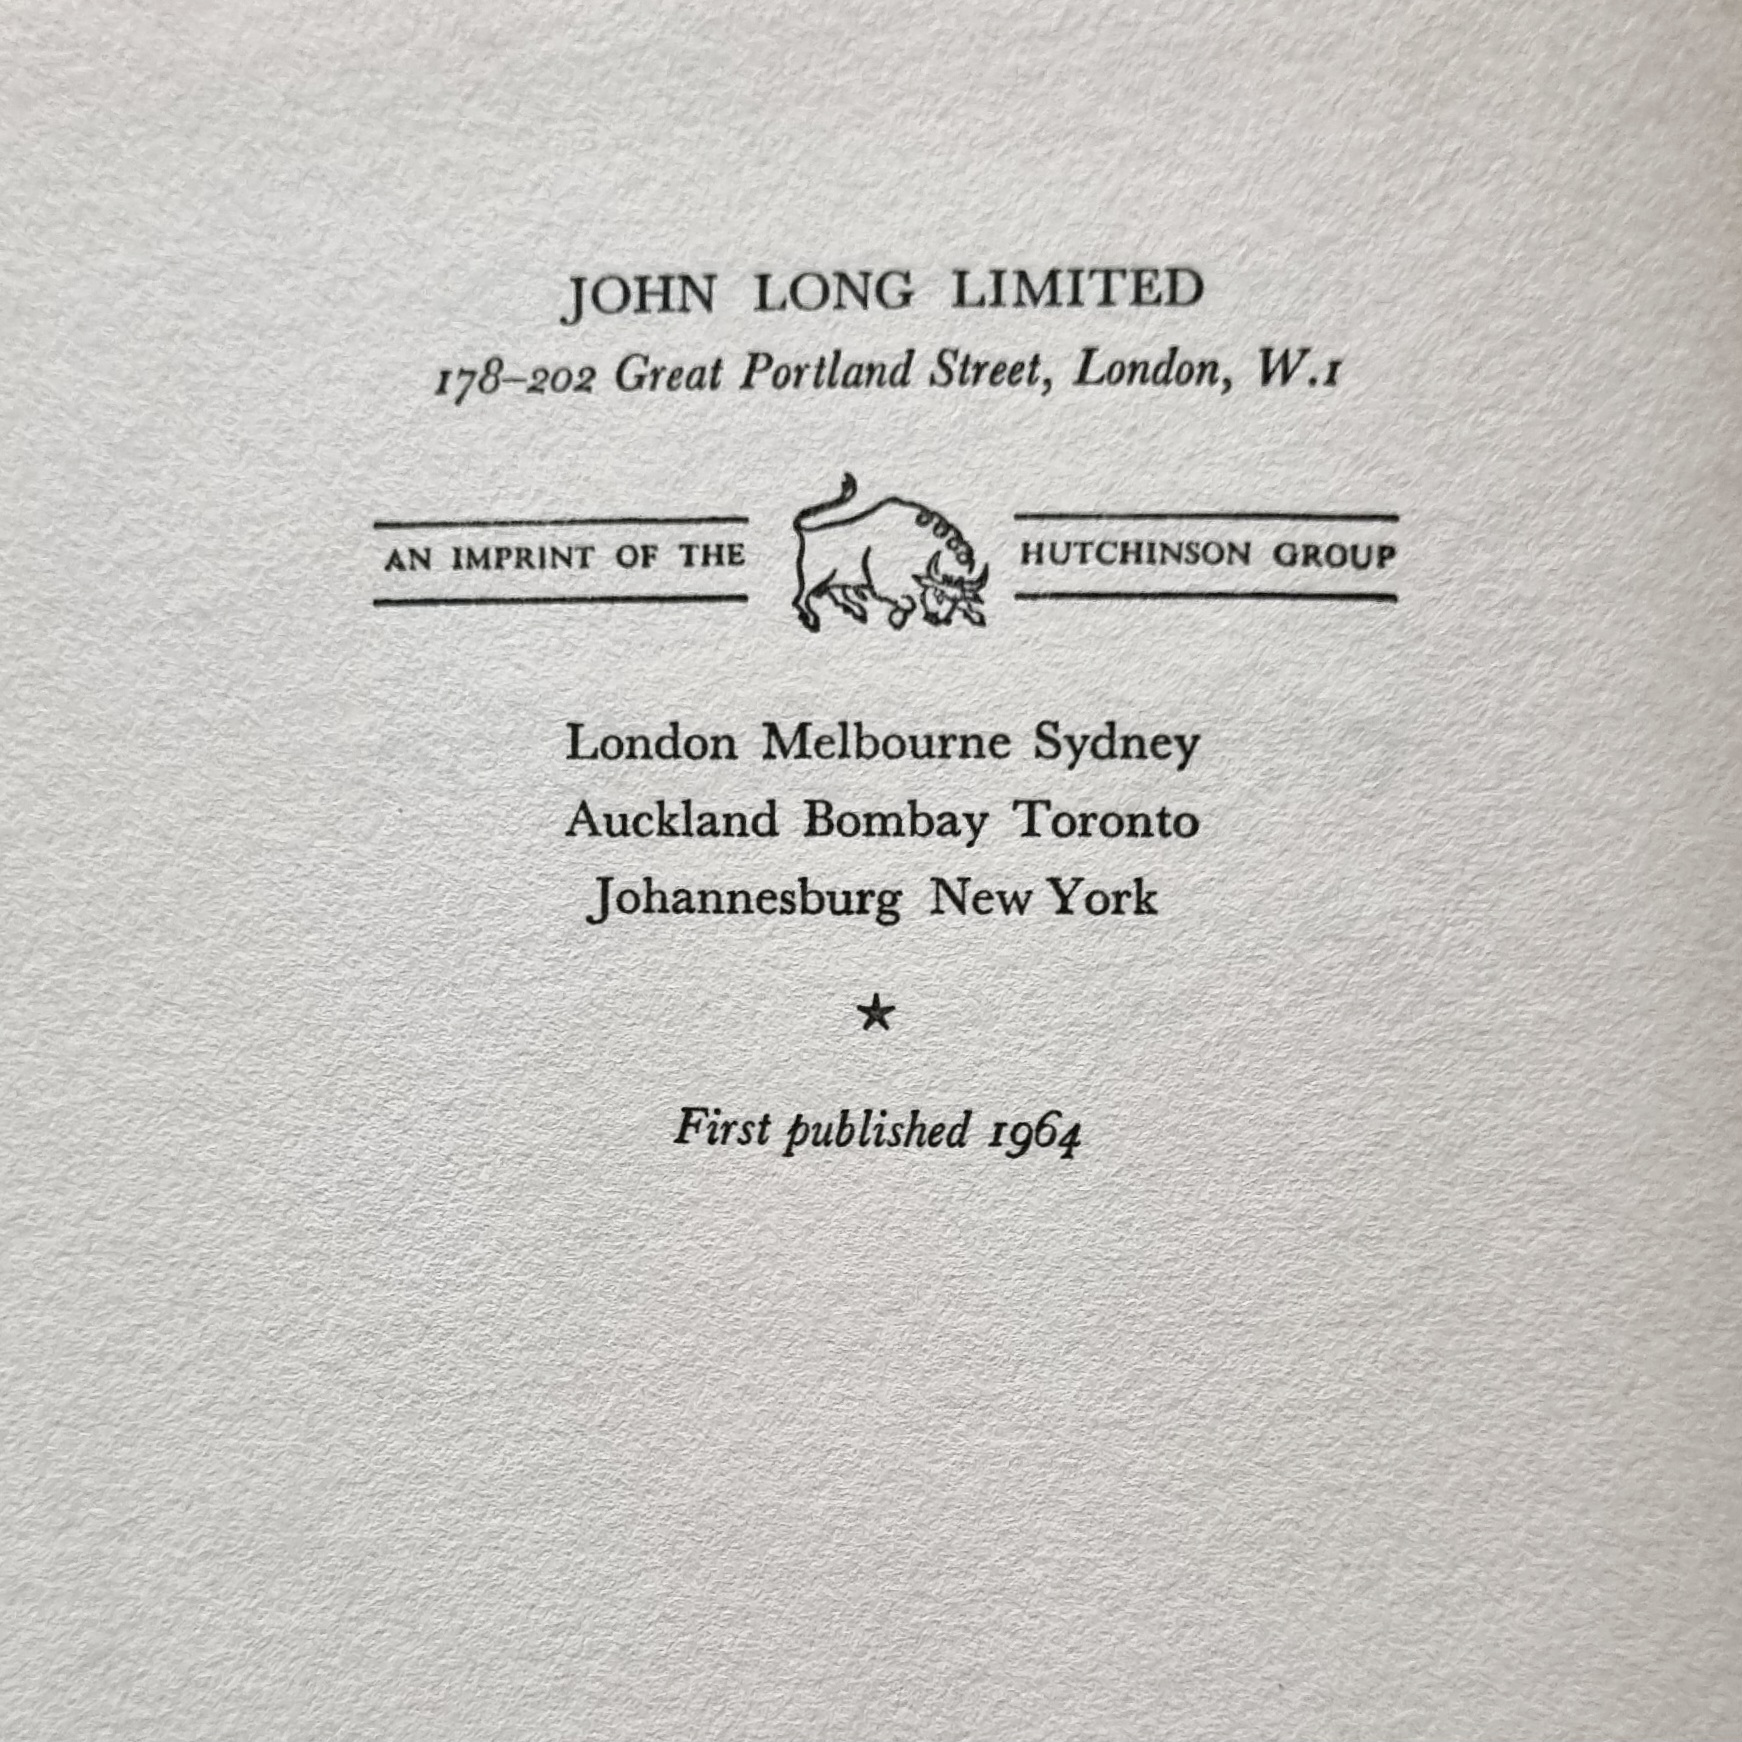 JOHN LONG LIMITED
178–202 Great Portland Street, London, W.1
AN IMPRINT OF THE HUTCHINSON GROUP
London Melbourne Sydney
Auckland Bombay Toronto
Johannesburg New York
★
First published 1964